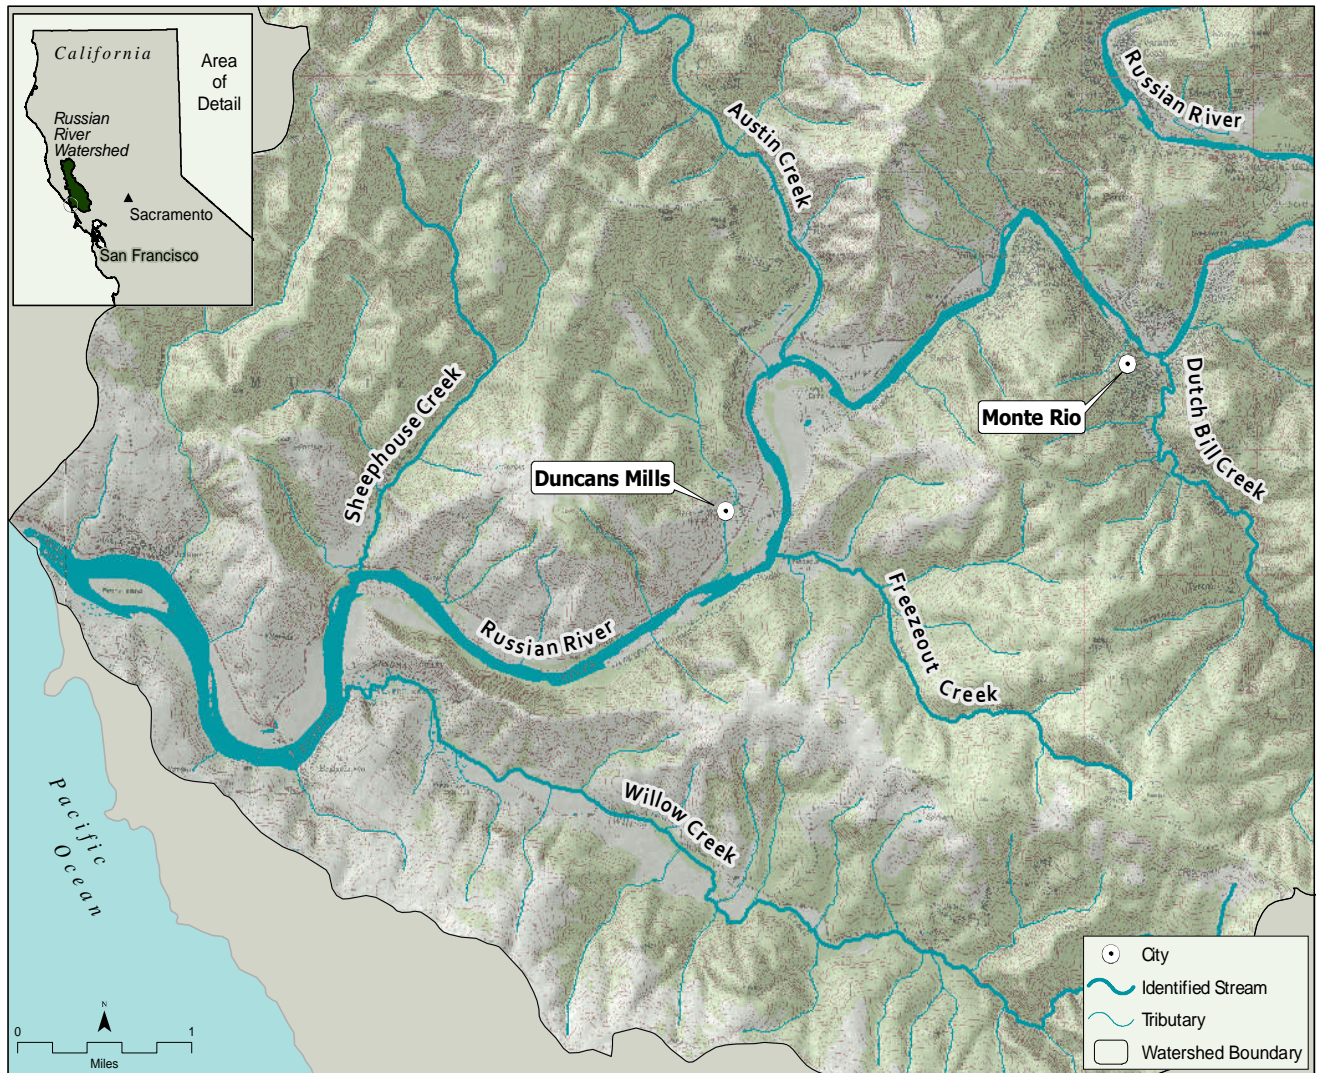 California
Area
of
Detail
Russian
River
Watershed
Sacramento
San Francisco
Russian River
Austin Creek
Sheephouse Creek
Dutch Bill Creek
Monte Rio
Duncans Mills
Freezeout Creek
Russian River
Willow Creek
Pacific
Ocean
N
0 1
Miles
City
Identified Stream
Tributary
Watershed Boundary